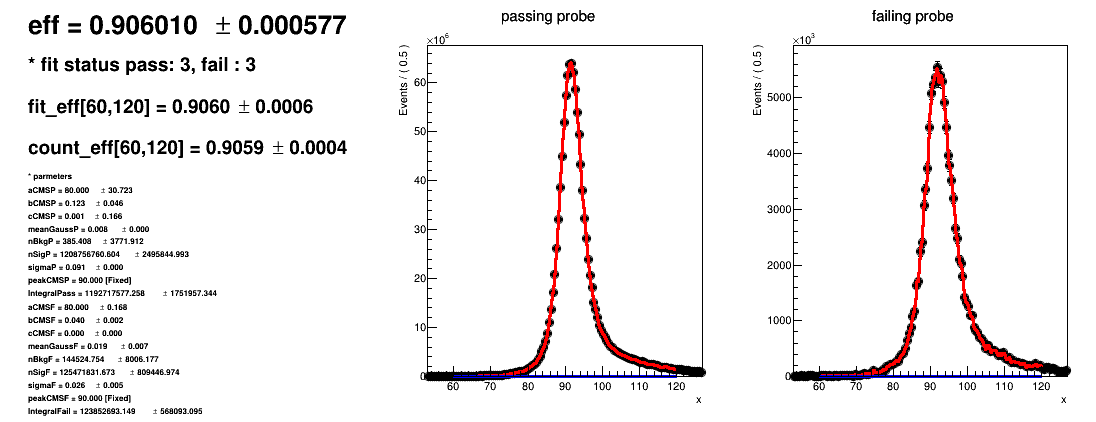 eff = 0.906010 ± 0.000577
* fit status pass: 3, fail : 3
fit_eff[60,120] = 0.9060 ± 0.0006
count_eff[60,120] = 0.9059 ± 0.0004
* parmeters
aCMSP = 80.000 ± 30.723
bCMSP = 0.123 ± 0.046
cCMSP = 0.001 ± 0.166
meanGaussP = 0.008 ± 0.000
nBkgP = 385.408 ± 3771.912
nSigP = 1208756760.604 ± 2495844.993
sigmaP = 0.091 ± 0.000
peakCMSP = 90.000 [Fixed]
IntegralPass = 1192717577.258 ± 1751957.344
aCMSF = 80.000 ± 0.168
bCMSF = 0.040 ± 0.002
cCMSF = 0.000 ± 0.000
meanGaussF = 0.019 ± 0.007
nBkgF = 144524.754 ± 8006.177
nSigF = 125471831.673 ± 809446.974
sigmaF = 0.026 ± 0.005
peakCMSF = 90.000 [Fixed]
IntegralFail = 123852693.149 ± 568093.095
passing probe
×10⁶
Events / ( 0.5 )
60
50
40
30
20
10
0
60 70 80 90 100 110 120
x
failing probe
×10³
Events / ( 0.5 )
5000
4000
3000
2000
1000
0
60 70 80 90 100 110 120
x